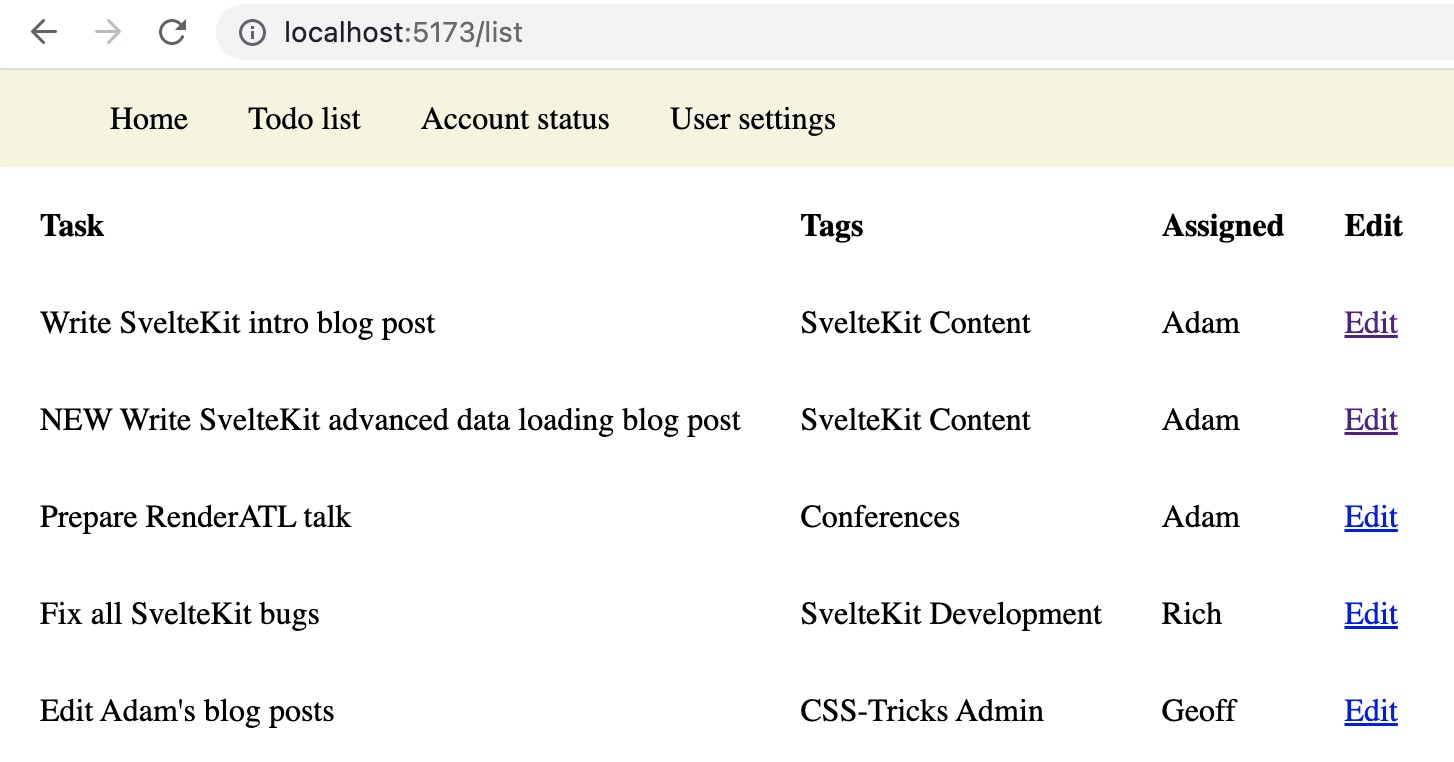 localhost:5173/list
Home Todo list Account status User settings
Task Tags Assigned Edit
Write SvelteKit intro blog post SvelteKit Content Adam Edit
NEW Write SvelteKit advanced data loading blog post SvelteKit Content Adam Edit
Prepare RenderATL talk Conferences Adam Edit
Fix all SvelteKit bugs SvelteKit Development Rich Edit
Edit Adam's blog posts CSS-Tricks Admin Geoff Edit